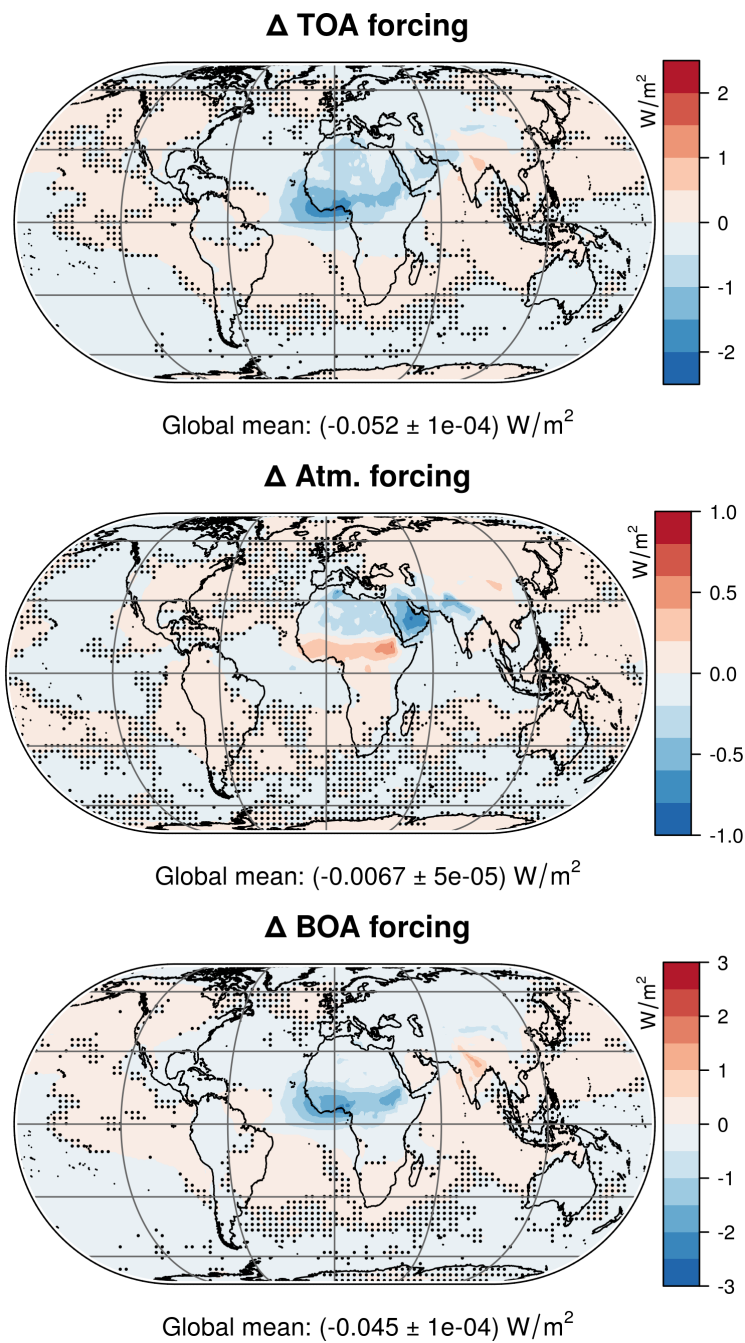 Δ TOA forcing
W/m²
2
1
0
-1
-2
Global mean: (-0.052 ± 1e-04) W/m²
Δ Atm. forcing
W/m²
1.0
0.5
0.0
-0.5
-1.0
Global mean: (-0.0067 ± 5e-05) W/m²
Δ BOA forcing
W/m²
3
2
1
0
-1
-2
-3
Global mean: (-0.045 ± 1e-04) W/m²